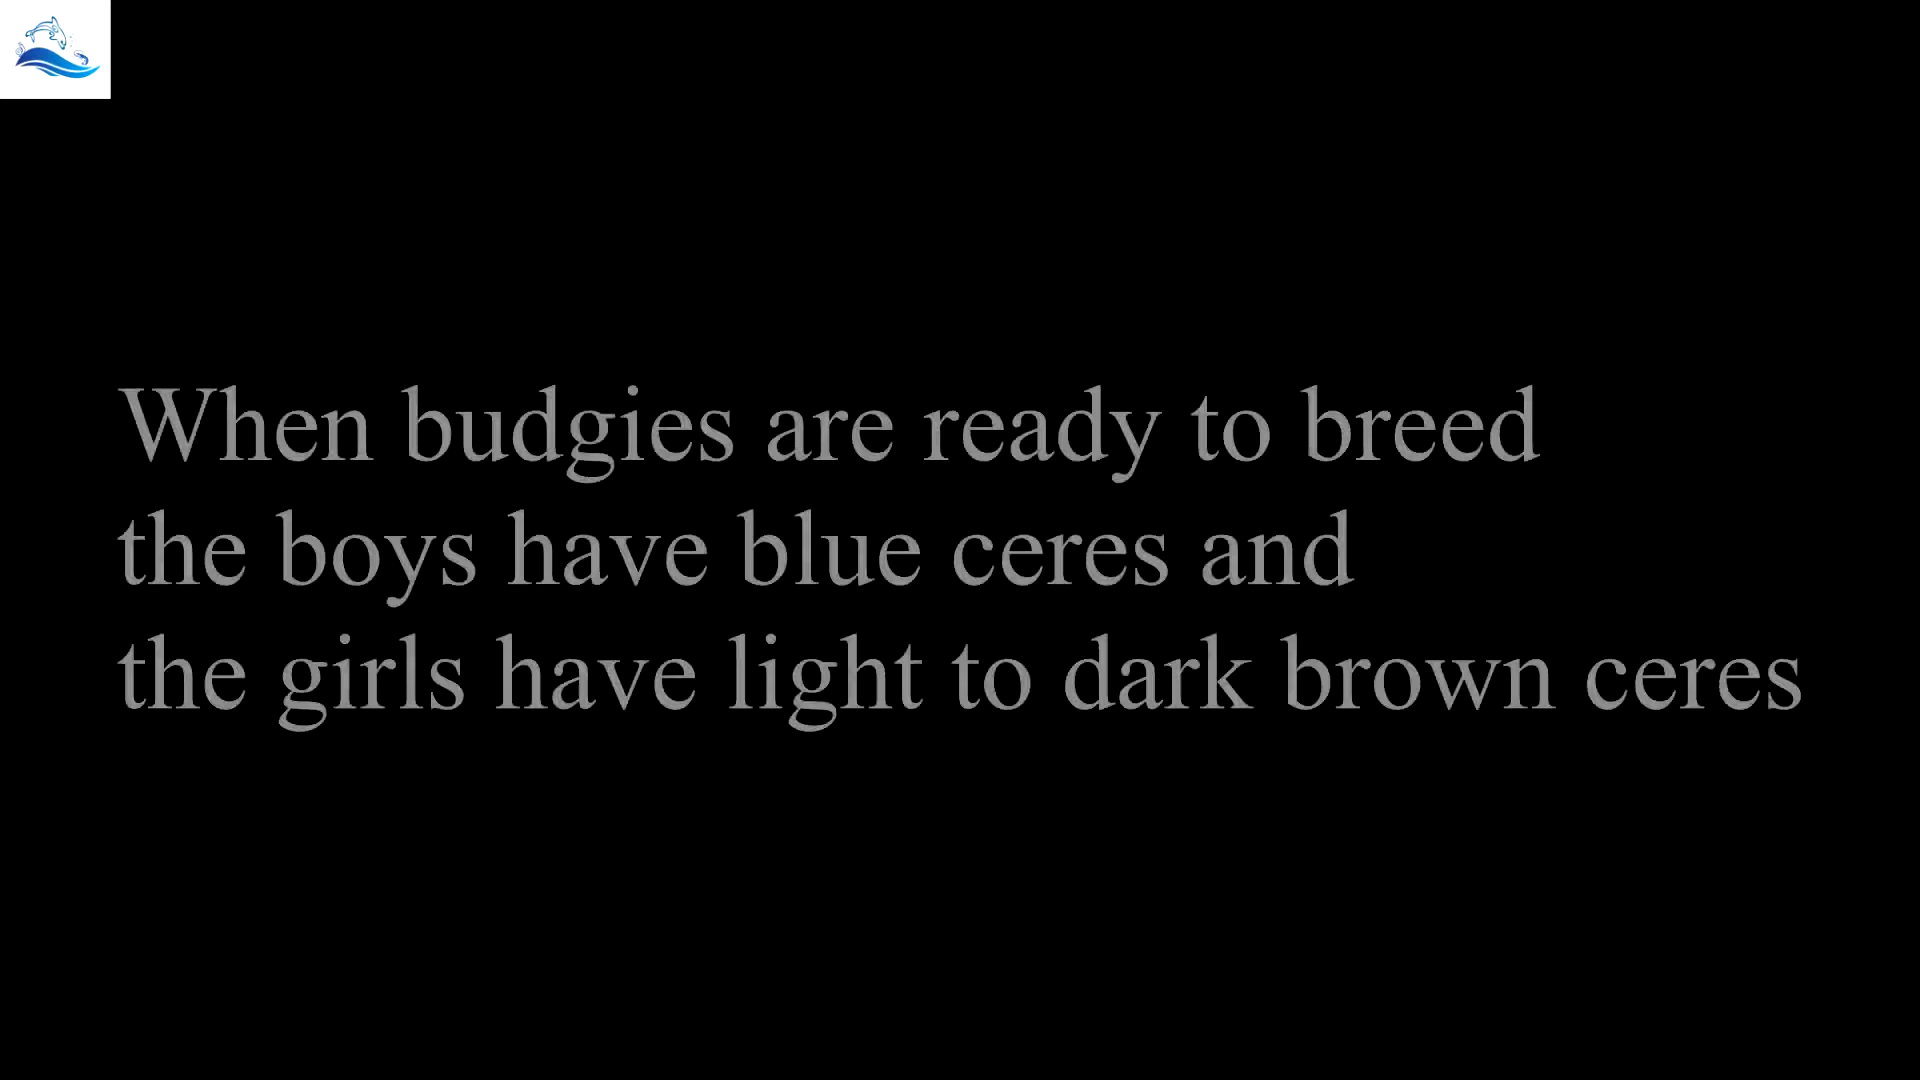 When budgies are ready to breed
the boys have blue ceres and
the girls have light to dark brown ceres